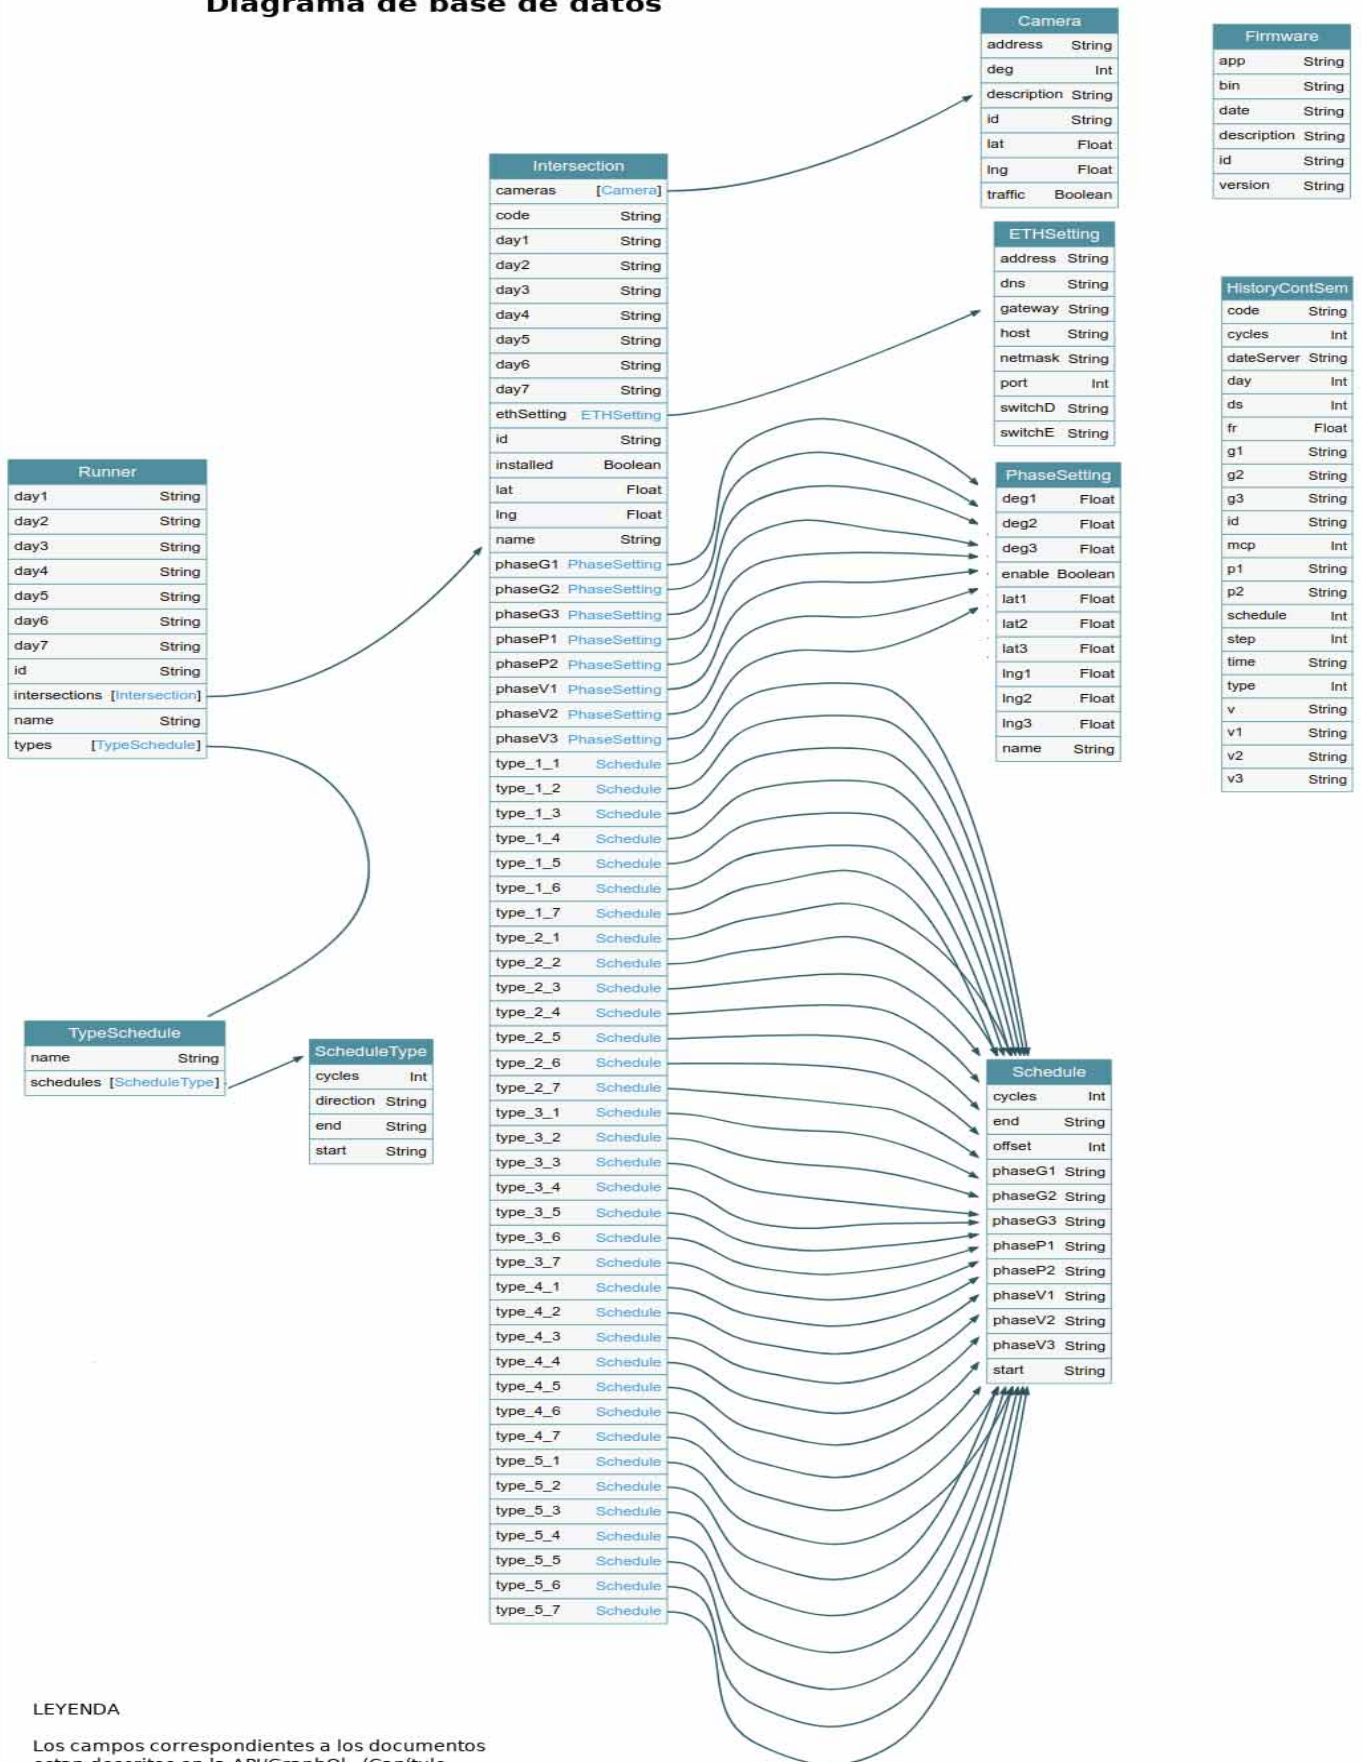 Diagrama de base de datos
Camera
address String
deg Int
description String
id String
lat Float
lng Float
traffic Boolean
Firmware
app String
bin String
date String
description String
id String
version String
Intersection
cameras [Camera]
code String
day1 String
day2 String
day3 String
day4 String
day5 String
day6 String
day7 String
ethSetting ETHSetting
id String
installed Boolean
lat Float
lng Float
name String
phaseG1 PhaseSetting
phaseG2 PhaseSetting
phaseG3 PhaseSetting
phaseP1 PhaseSetting
phaseP2 PhaseSetting
phaseV1 PhaseSetting
phaseV2 PhaseSetting
phaseV3 PhaseSetting
type_1_1 Schedule
type_1_2 Schedule
type_1_3 Schedule
type_1_4 Schedule
type_1_5 Schedule
type_1_6 Schedule
type_1_7 Schedule
type_2_1 Schedule
type_2_2 Schedule
type_2_3 Schedule
type_2_4 Schedule
type_2_5 Schedule
type_2_6 Schedule
type_2_7 Schedule
type_3_1 Schedule
type_3_2 Schedule
type_3_3 Schedule
type_3_4 Schedule
type_3_5 Schedule
type_3_6 Schedule
type_3_7 Schedule
type_4_1 Schedule
type_4_2 Schedule
type_4_3 Schedule
type_4_4 Schedule
type_4_5 Schedule
type_4_6 Schedule
type_4_7 Schedule
type_5_1 Schedule
type_5_2 Schedule
type_5_3 Schedule
type_5_4 Schedule
type_5_5 Schedule
type_5_6 Schedule
type_5_7 Schedule
ETHSetting
address String
dns String
gateway String
host String
netmask String
port Int
switchD String
switchE String
HistoryContSem
code String
cycles Int
dateServer String
day Int
ds Int
fr Float
g1 String
g2 String
g3 String
id String
mcp Int
p1 String
p2 String
schedule Int
step Int
time String
type Int
v String
v1 String
v2 String
v3 String
Runner
day1 String
day2 String
day3 String
day4 String
day5 String
day6 String
day7 String
id String
intersections [Intersection]
name String
types [TypeSchedule]
PhaseSetting
deg1 Float
deg2 Float
deg3 Float
enable Boolean
lat1 Float
lat2 Float
lat3 Float
lng1 Float
lng2 Float
lng3 Float
name String
TypeSchedule
name String
schedules [ScheduleType]
ScheduleType
cycles Int
direction String
end String
start String
Schedule
cycles Int
end String
offset Int
phaseG1 String
phaseG2 String
phaseG3 String
phaseP1 String
phaseP2 String
phaseV1 String
phaseV2 String
phaseV3 String
start String
LEYENDA
Los campos correspondientes a los documentos